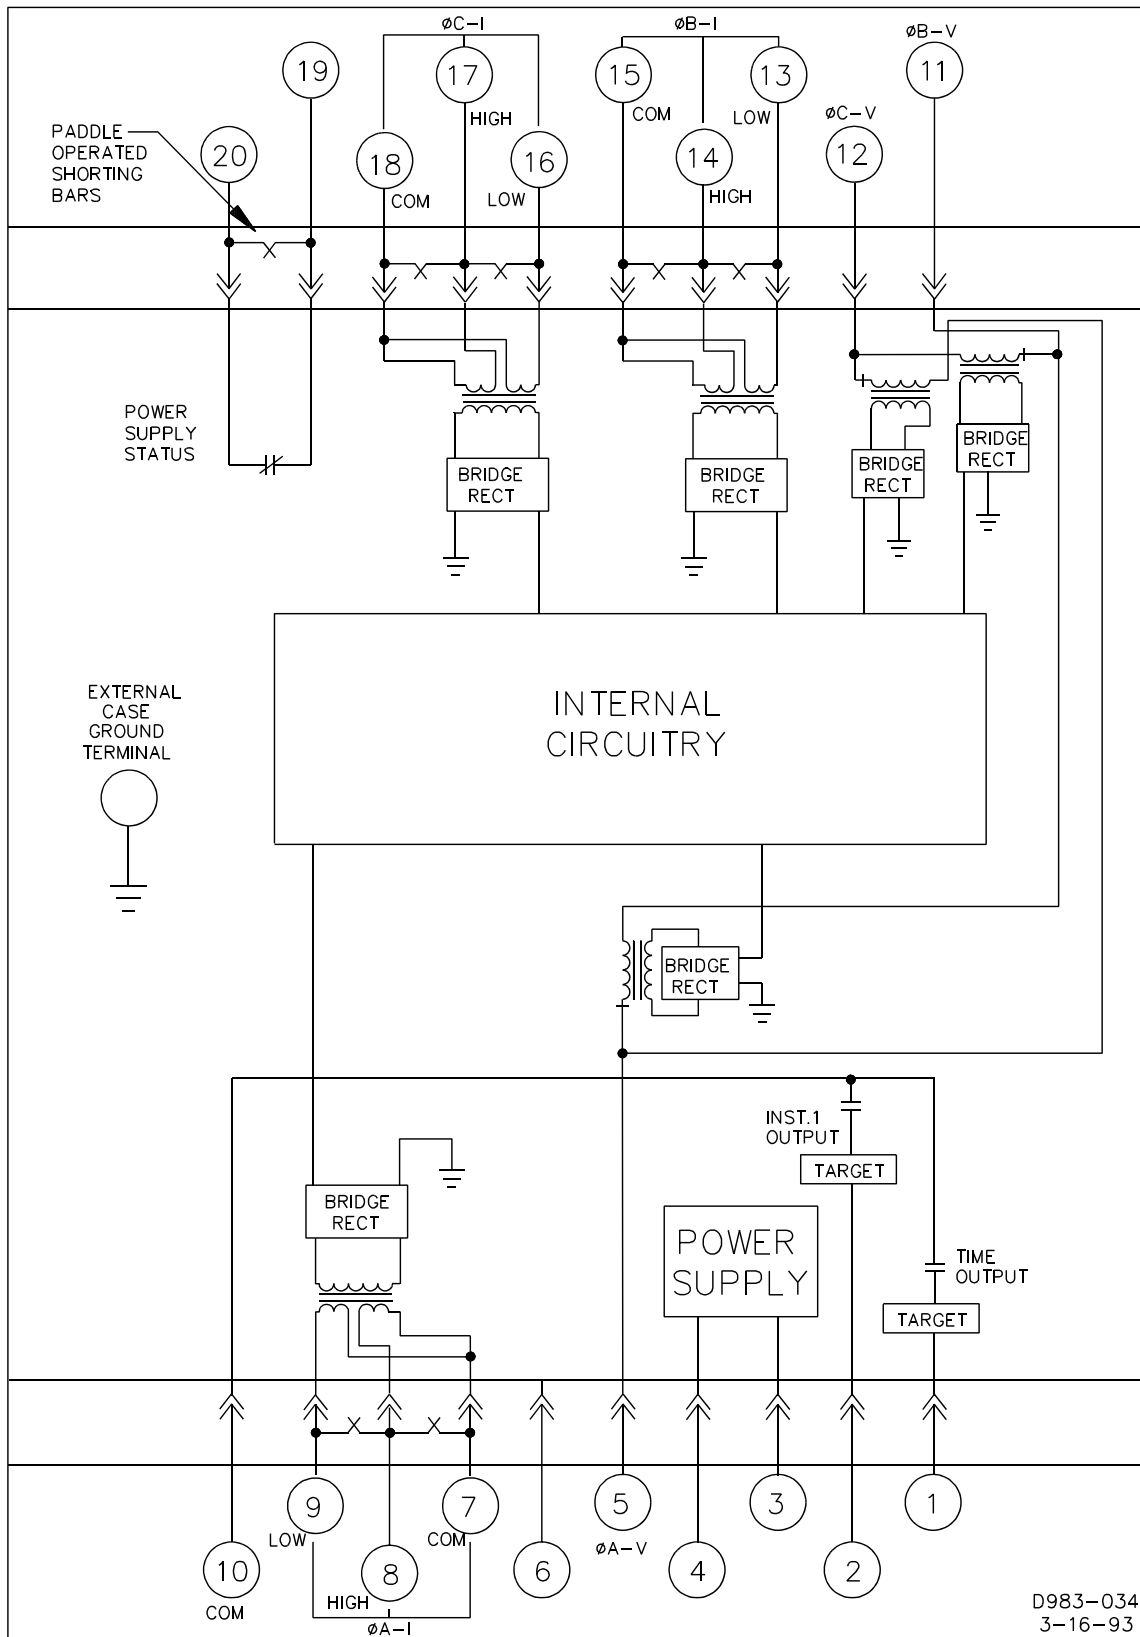 øC-I
øB-I
øB-V
19
17
15
13
11
HIGH
COM
LOW
øC-V
PADDLE
OPERATED
SHORTING
BARS
20
18
16
14
12
COM
LOW
HIGH
POWER
SUPPLY
STATUS
BRIDGE
RECT
BRIDGE
RECT
BRIDGE
RECT
BRIDGE
RECT
INTERNAL
CIRCUITRY
EXTERNAL
CASE
GROUND
TERMINAL
BRIDGE
RECT
INST.1
OUTPUT
TARGET
BRIDGE
RECT
POWER
SUPPLY
TIME
OUTPUT
TARGET
9
7
5
3
1
LOW
COM
øA-V
10
8
6
4
2
COM
HIGH
øA-I
D983-034
3-16-93